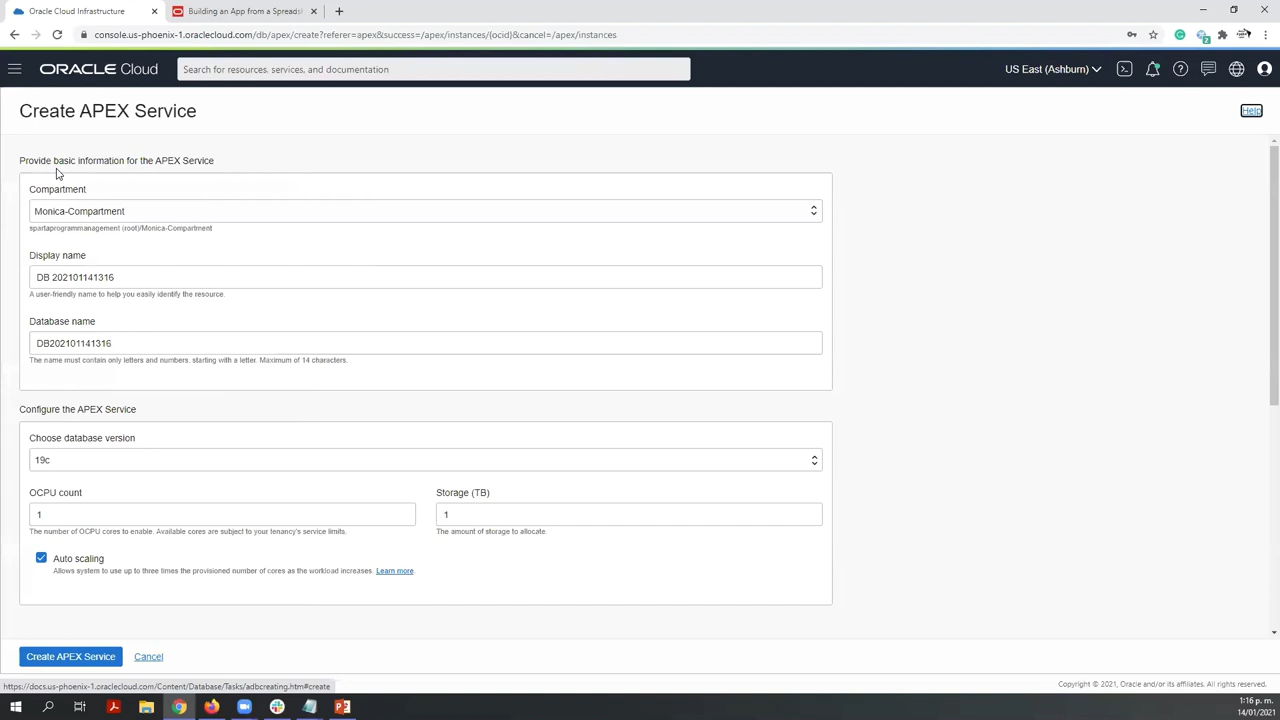 Oracle Cloud Infrastructure
Building an App from a Spreads
console.us-phoenix-1.oraclecloud.com/db/apex/create?referer=apex&success=/apex/instances/{ocid}&cancel=/apex/instances
2
ORACLE Cloud
Search for resources, services, and documentation
US East (Ashburn)
Create APEX Service
Help
Provide basic information for the APEX Service
Compartment
Monica-Compartment
spartaprogrammanagement (root)/Monica-Compartment
Display name
DB 202101141316
A user-friendly name to help you easily identify the resource.
Database name
DB202101141316
The name must contain only letters and numbers, starting with a letter. Maximum of 14 characters.
Configure the APEX Service
Choose database version
19c
OCPU count
Storage (TB)
1
1
The number of OCPU cores to enable. Available cores are subject to your tenancy's service limits.
The amount of storage to allocate.
Auto scaling
Allows system to use up to three times the provisioned number of cores as the workload increases. Learn more.
Create APEX Service
Cancel
https://docs.us-phoenix-1.oraclecloud.com/Content/Database/Tasks/adbcreating.htm#create
Copyright © 2021, Oracle and/or its affiliates. All rights reserved.
1:16 p. m.
14/01/2021